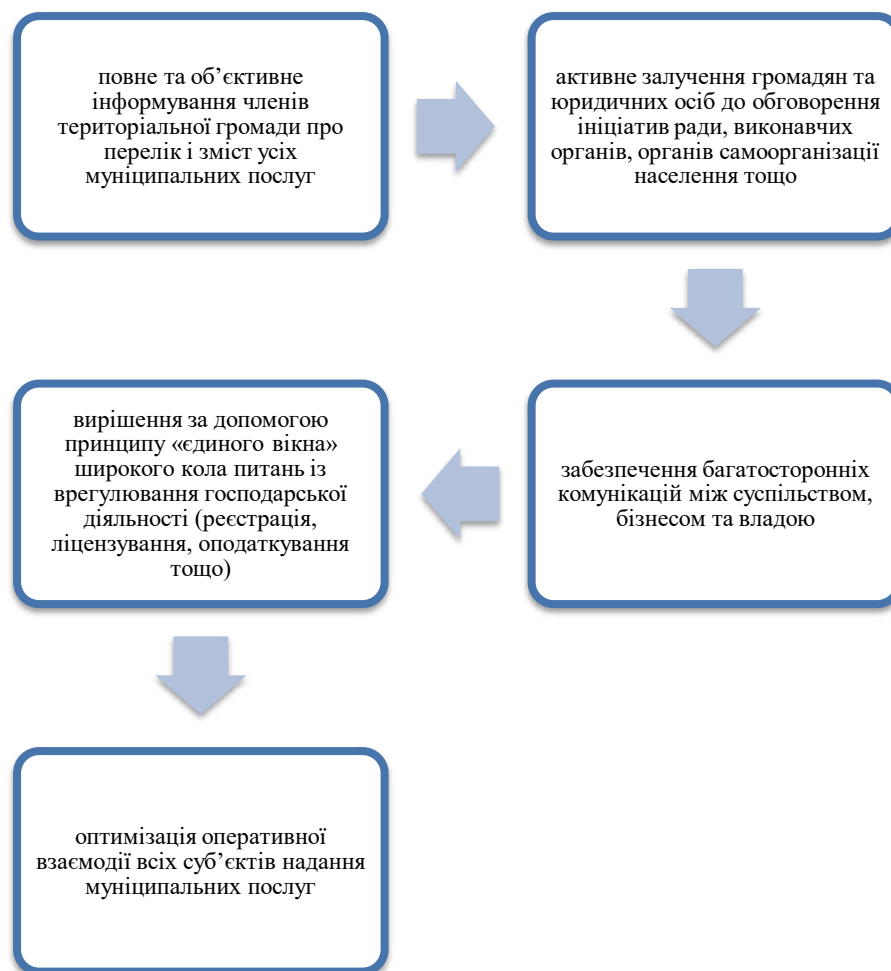 повне та об’єктивне
інформування членів
територіальної громади про
перелік і зміст усіх
муніципальних послуг
активне залучення громадян та
юридичних осіб до обговорення
ініціатив ради, виконавчих
органів, органів самоорганізації
населення тощо
забезпечення багатосторонніх
комунікацій між суспільством,
бізнесом та владою
вирішення за допомогою
принципу «єдиного вікна»
широкого кола питань із
врегулювання господарської
діяльності (реєстрація,
ліцензування, оподаткування
тощо)
оптимізація оперативної
взаємодії всіх суб’єктів надання
муніципальних послуг